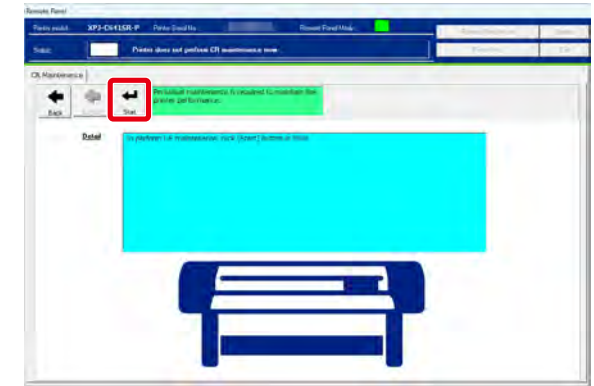 Remote Panel
Printer model: XPJ-C641SR-P Printer Serial No. Remote Panel Mode:
Status: Printer does not perform CR maintenance now.
CR Maintenance
Back
Start
Periodical maintenance is required to maintain the
printer performance.
Detail
To perform CR maintenance, click [Start] button in